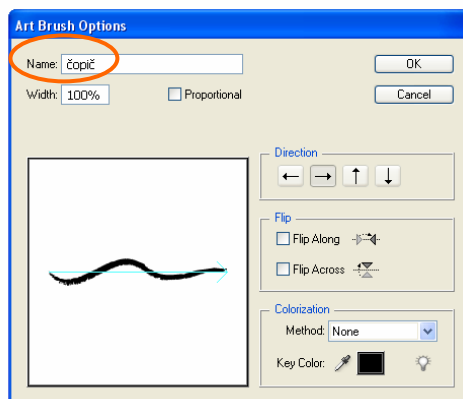 Art Brush Options
Name: čopič
OK
Width: 100%
Proportional
Cancel
Direction
Flip
Flip Along
Flip Across
Colorization
Method: None
Key Color: